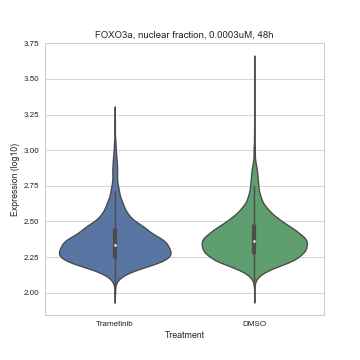 FOXO3a, nuclear fraction, 0.0003uM, 48h
3.75
3.50
3.25
3.00
2.75
2.50
2.25
2.00
Expression (log10)
Trametinib DMSO
Treatment